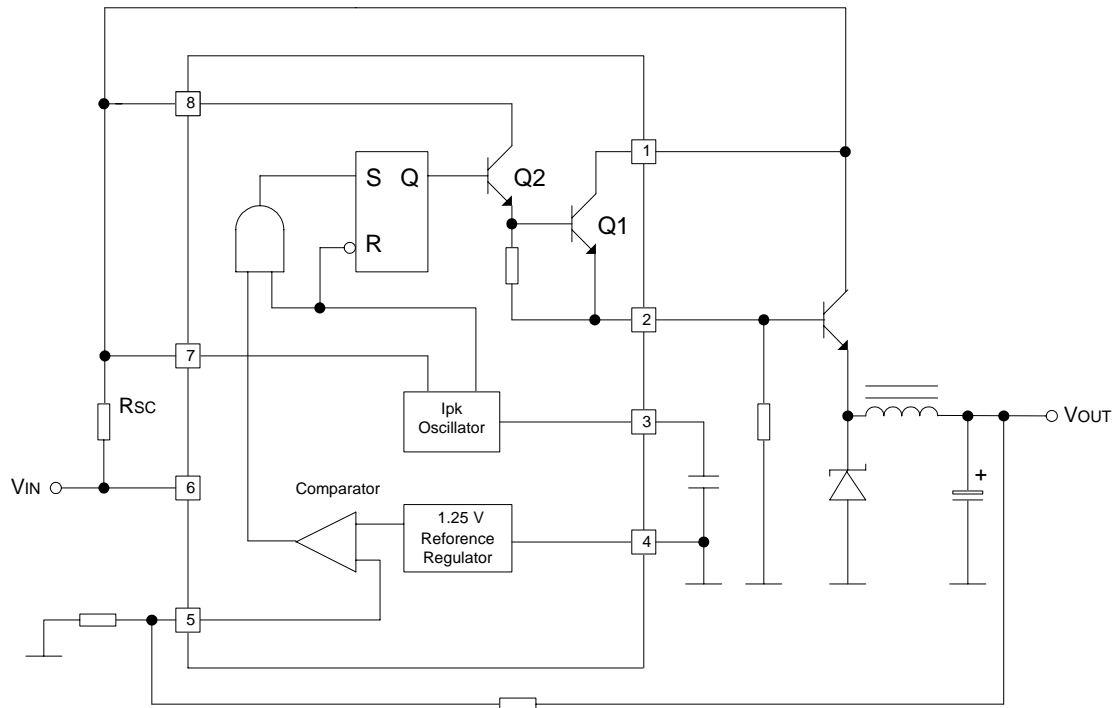 8
1
S Q
Q2
Q1
R
2
7
Ipk
Oscillator
3
RSC
VOUT
VIN
6
Comparator
+
1.25 V
Reforence
Regulator
4
5